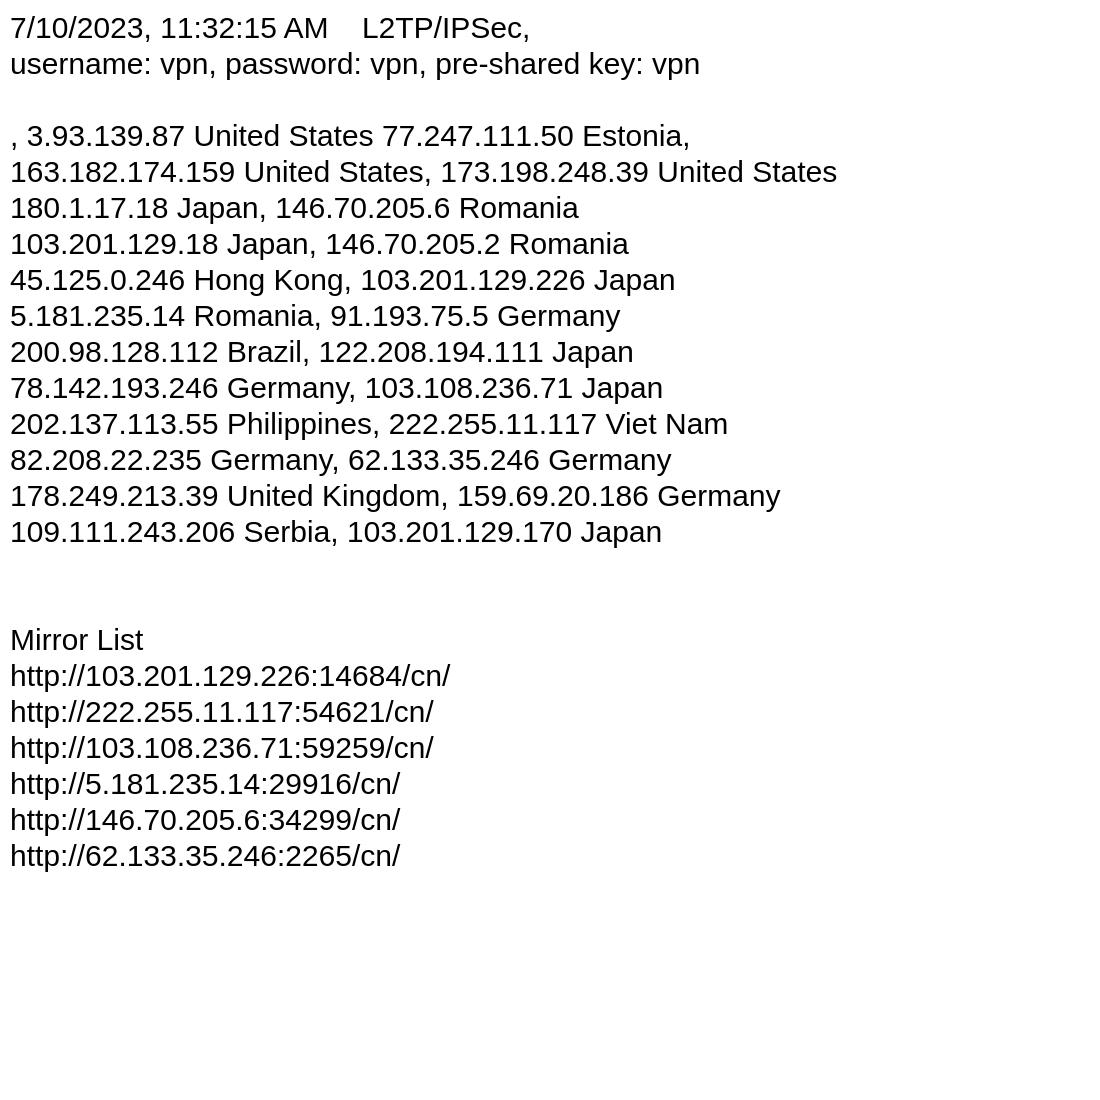 7/10/2023, 11:32:15 AM    L2TP/IPSec,
username: vpn, password: vpn, pre-shared key: vpn
, 3.93.139.87 United States 77.247.111.50 Estonia,
163.182.174.159 United States, 173.198.248.39 United States
180.1.17.18 Japan, 146.70.205.6 Romania
103.201.129.18 Japan, 146.70.205.2 Romania
45.125.0.246 Hong Kong, 103.201.129.226 Japan
5.181.235.14 Romania, 91.193.75.5 Germany
200.98.128.112 Brazil, 122.208.194.111 Japan
78.142.193.246 Germany, 103.108.236.71 Japan
202.137.113.55 Philippines, 222.255.11.117 Viet Nam
82.208.22.235 Germany, 62.133.35.246 Germany
178.249.213.39 United Kingdom, 159.69.20.186 Germany
109.111.243.206 Serbia, 103.201.129.170 Japan
Mirror List
http://103.201.129.226:14684/cn/
http://222.255.11.117:54621/cn/
http://103.108.236.71:59259/cn/
http://5.181.235.14:29916/cn/
http://146.70.205.6:34299/cn/
http://62.133.35.246:2265/cn/